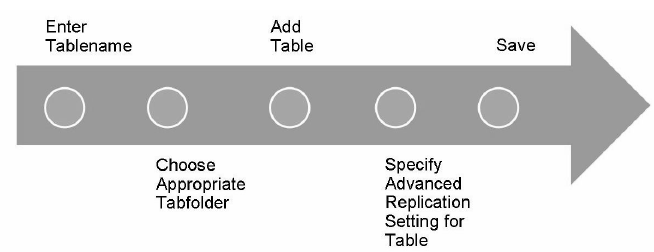 Enter
Tablename
Choose
Appropriate
Tabfolder
Add
Table
Specify
Advanced
Replication
Setting for
Table
Save